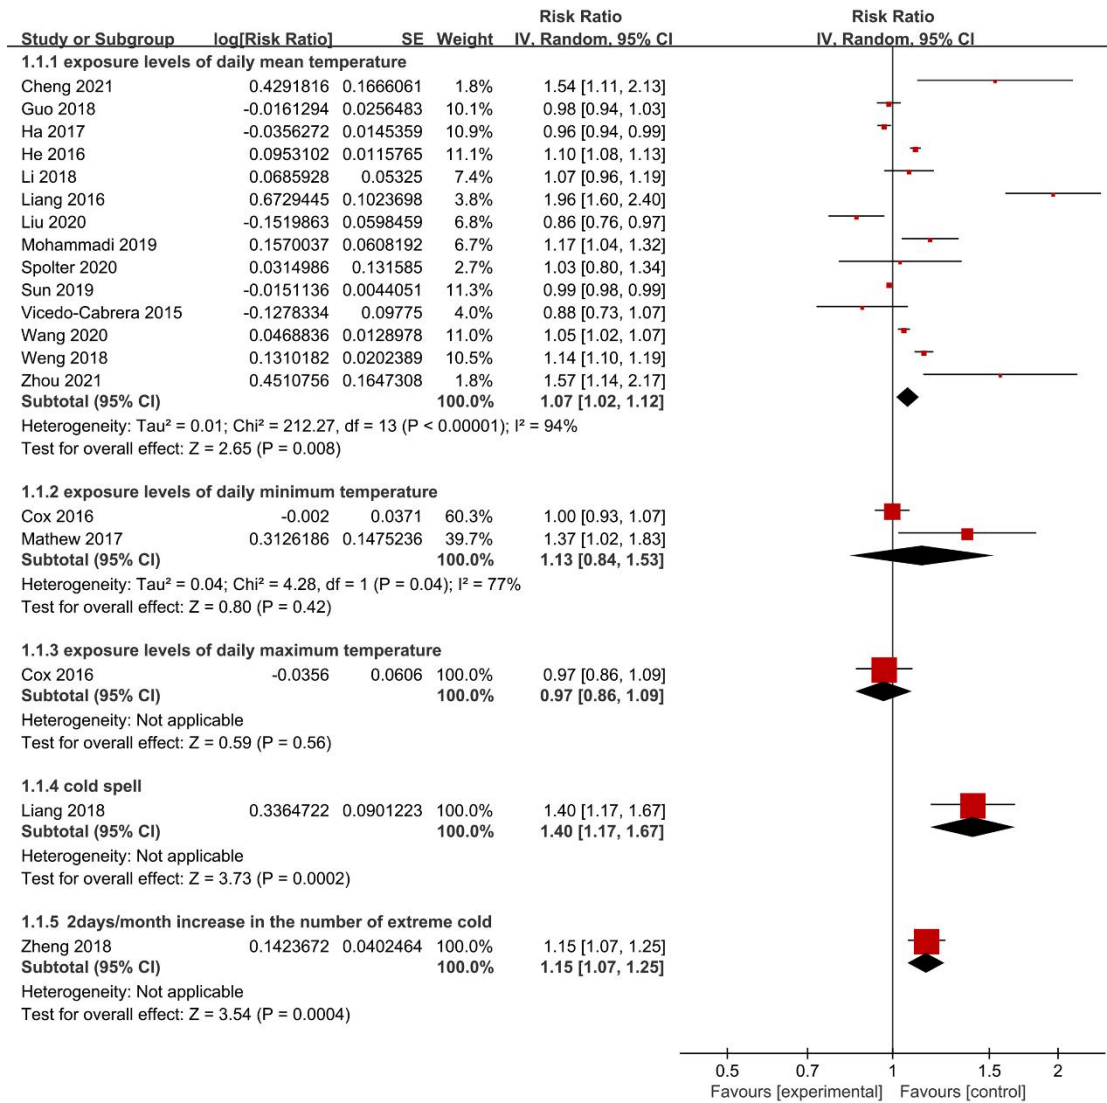 Risk Ratio Risk Ratio
Study or Subgroup log[Risk Ratio] SE Weight IV, Random, 95% CI IV, Random, 95% CI
1.1.1 exposure levels of daily mean temperature
Cheng 2021 0.4291816 0.1666061 1.8% 1.54 [1.11, 2.13]
Guo 2018 -0.0161294 0.0256483 10.1% 0.98 [0.94, 1.03]
Ha 2017 -0.0356272 0.0145359 10.9% 0.96 [0.94, 0.99]
He 2016 0.0953102 0.0115765 11.1% 1.10 [1.08, 1.13]
Li 2018 0.0685928 0.05325 7.4% 1.07 [0.96, 1.19]
Liang 2016 0.6729445 0.1023698 3.8% 1.96 [1.60, 2.40]
Liu 2020 -0.1519863 0.0598459 6.8% 0.86 [0.76, 0.97]
Mohammadi 2019 0.1570037 0.0608192 6.7% 1.17 [1.04, 1.32]
Spolter 2020 0.0314986 0.131585 2.7% 1.03 [0.80, 1.34]
Sun 2019 -0.0151136 0.0044051 11.3% 0.99 [0.98, 0.99]
Vicedo-Cabrera 2015 -0.1278334 0.09775 4.0% 0.88 [0.73, 1.07]
Wang 2020 0.0468836 0.0128978 11.0% 1.05 [1.02, 1.07]
Weng 2018 0.1310182 0.0202389 10.5% 1.14 [1.10, 1.19]
Zhou 2021 0.4510756 0.1647308 1.8% 1.57 [1.14, 2.17]
Subtotal (95% CI) 100.0% 1.07 [1.02, 1.12]
Heterogeneity: Tau² = 0.01; Chi² = 212.27, df = 13 (P < 0.00001); I² = 94%
Test for overall effect: Z = 2.65 (P = 0.008)
1.1.2 exposure levels of daily minimum temperature
Cox 2016 -0.002 0.0371 60.3% 1.00 [0.93, 1.07]
Mathew 2017 0.3126186 0.1475236 39.7% 1.37 [1.02, 1.83]
Subtotal (95% CI) 100.0% 1.13 [0.84, 1.53]
Heterogeneity: Tau² = 0.04; Chi² = 4.28, df = 1 (P = 0.04); I² = 77%
Test for overall effect: Z = 0.80 (P = 0.42)
1.1.3 exposure levels of daily maximum temperature
Cox 2016 -0.0356 0.0606 100.0% 0.97 [0.86, 1.09]
Subtotal (95% CI) 100.0% 0.97 [0.86, 1.09]
Heterogeneity: Not applicable
Test for overall effect: Z = 0.59 (P = 0.56)
1.1.4 cold spell
Liang 2018 0.3364722 0.0901223 100.0% 1.40 [1.17, 1.67]
Subtotal (95% CI) 100.0% 1.40 [1.17, 1.67]
Heterogeneity: Not applicable
Test for overall effect: Z = 3.73 (P = 0.0002)
1.1.5 2days/month increase in the number of extreme cold
Zheng 2018 0.1423672 0.0402464 100.0% 1.15 [1.07, 1.25]
Subtotal (95% CI) 100.0% 1.15 [1.07, 1.25]
Heterogeneity: Not applicable
Test for overall effect: Z = 3.54 (P = 0.0004)
0.5 0.7 1 1.5 2
Favours [experimental] Favours [control]